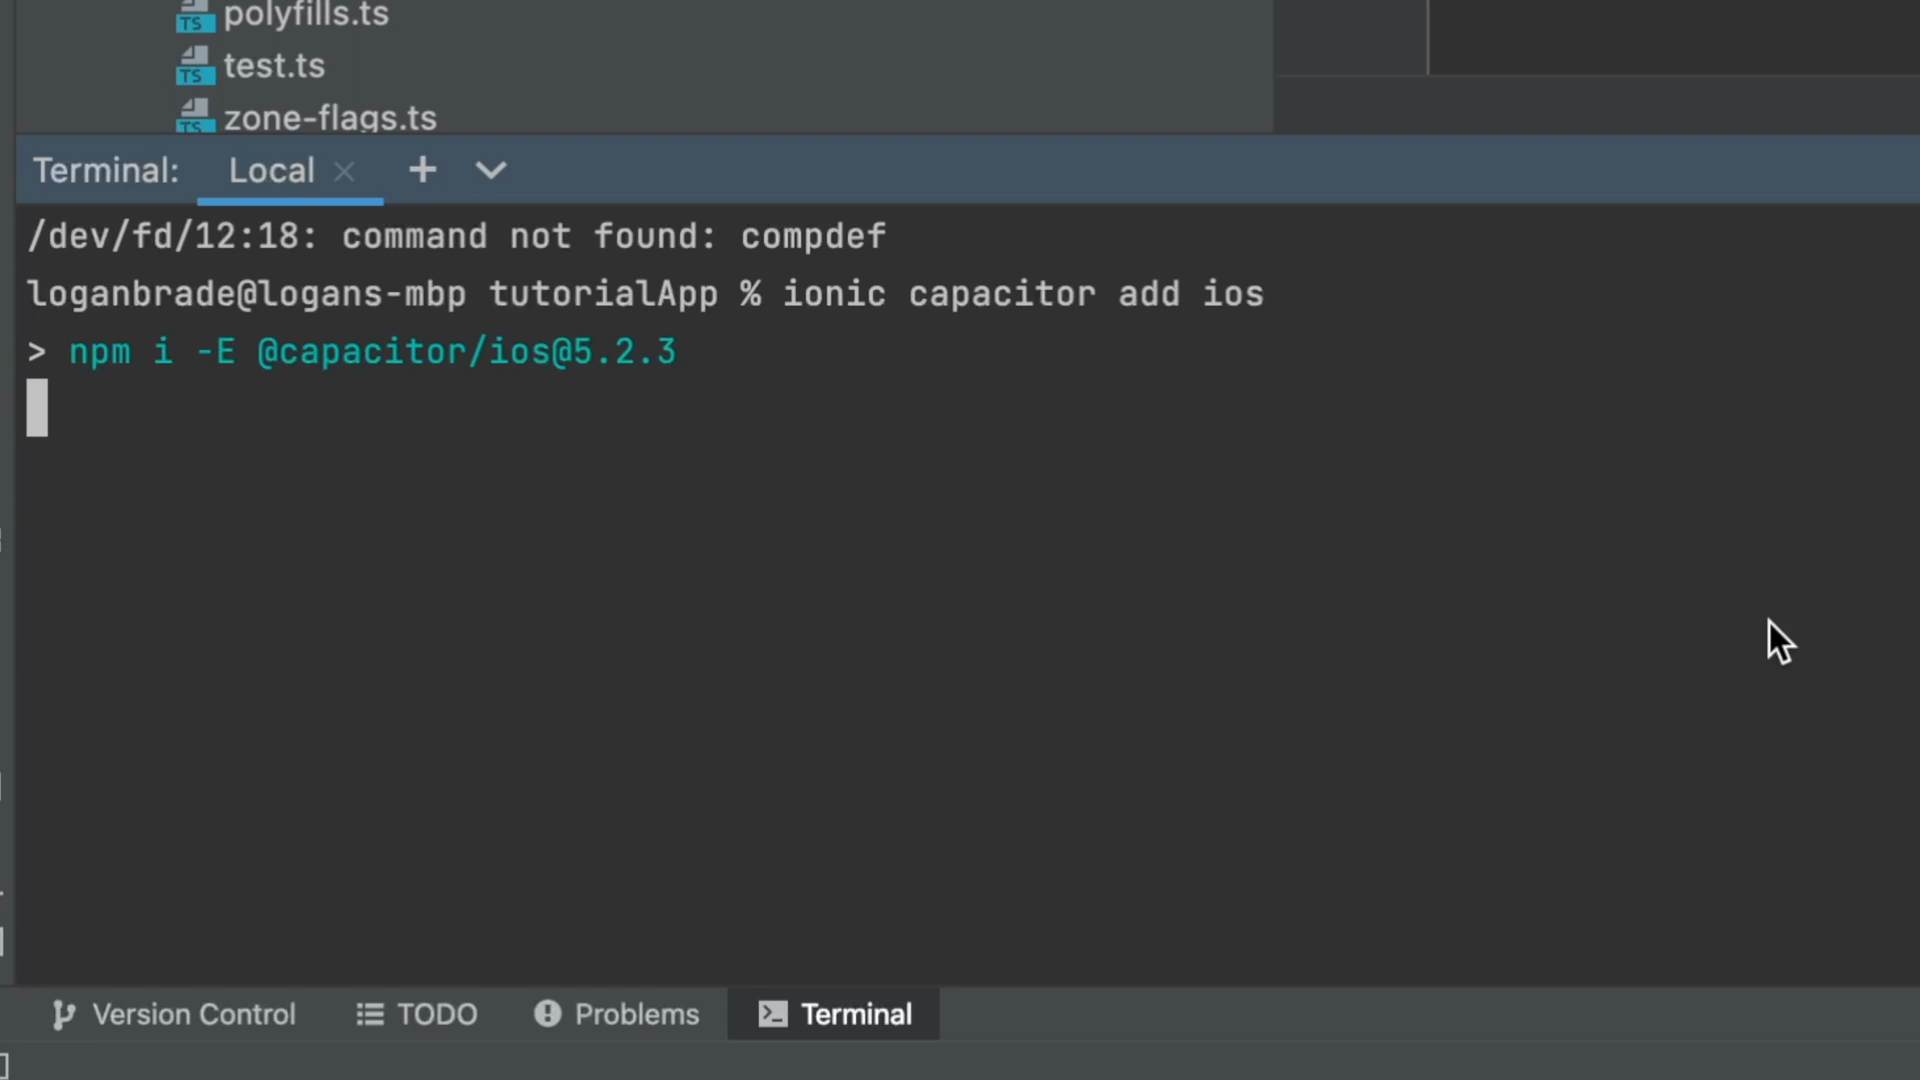 polyfills.ts
test.ts
zone-flags.ts
Terminal: Local × +
/dev/fd/12:18: command not found: compdef
loganbrade@logans-mbp tutorialApp % ionic capacitor add ios
> npm i -E @capacitor/ios@5.2.3
Version Control TODO Problems Terminal